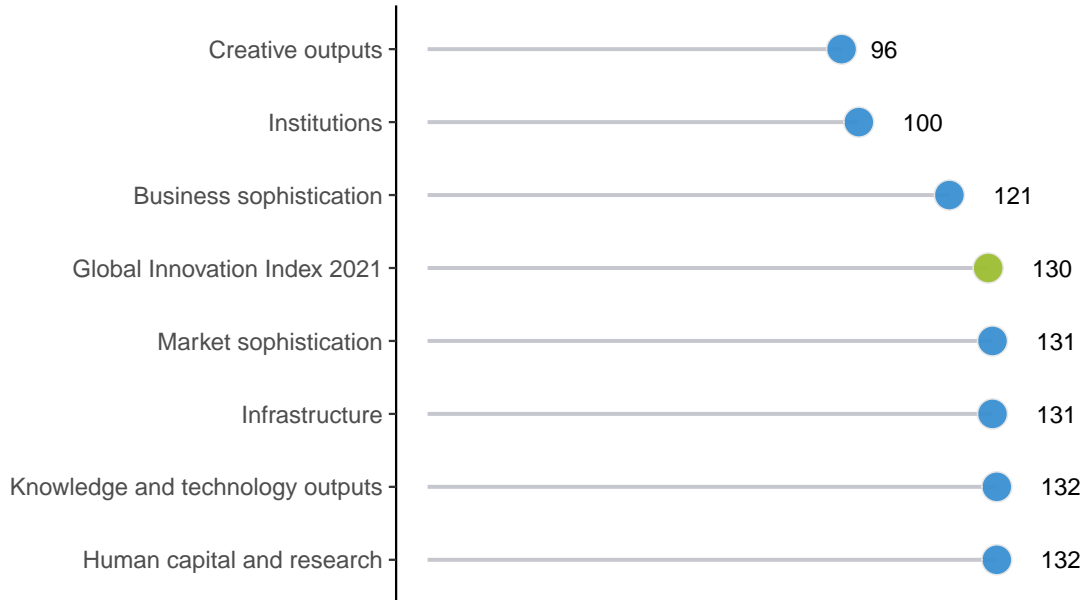 Creative outputs 96
Institutions 100
Business sophistication 121
Global Innovation Index 2021 130
Market sophistication 131
Infrastructure 131
Knowledge and technology outputs 132
Human capital and research 132